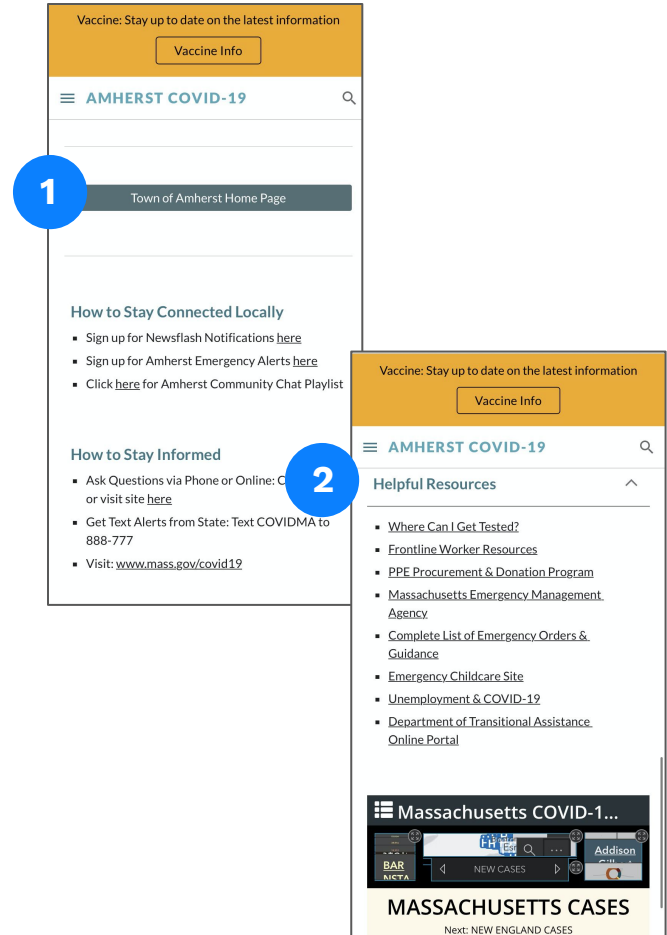 Vaccine: Stay up to date on the latest information
Vaccine Info
AMHERST COVID-19
1
Town of Amherst Home Page
How to Stay Connected Locally
Sign up for Newsflash Notifications here
Sign up for Amherst Emergency Alerts here
Click here for Amherst Community Chat Playlist
How to Stay Informed
Ask Questions via Phone or Online: C
or visit site here
Get Text Alerts from State: Text COVIDMA to
888-777
Visit: www.mass.gov/covid19
Vaccine: Stay up to date on the latest information
Vaccine Info
AMHERST COVID-19
2
Helpful Resources
Where Can I Get Tested?
Frontline Worker Resources
PPE Procurement & Donation Program
Massachusetts Emergency Management
Agency
Complete List of Emergency Orders &
Guidance
Emergency Childcare Site
Unemployment & COVID-19
Department of Transitional Assistance
Online Portal
Massachusetts COVID-1...
Esr
Addison
BAR
NEW CASES
MASSACHUSETTS CASES
Next: NEW ENGLAND CASES